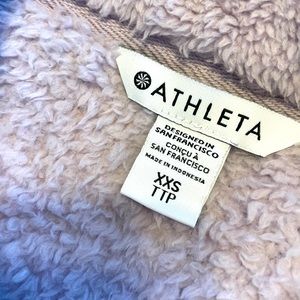 ATHLETA
DESIGNED IN
SAN FRANCISCO
CONÇU À
SAN FRANCISCO
MADE IN INDONESIA
XXS
TTP